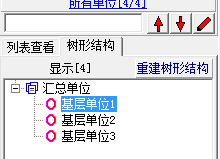 所有单位[4/4]
列表查看 树形结构
显示[4] 重建树形结构
汇总单位
基层单位1
基层单位2
基层单位3